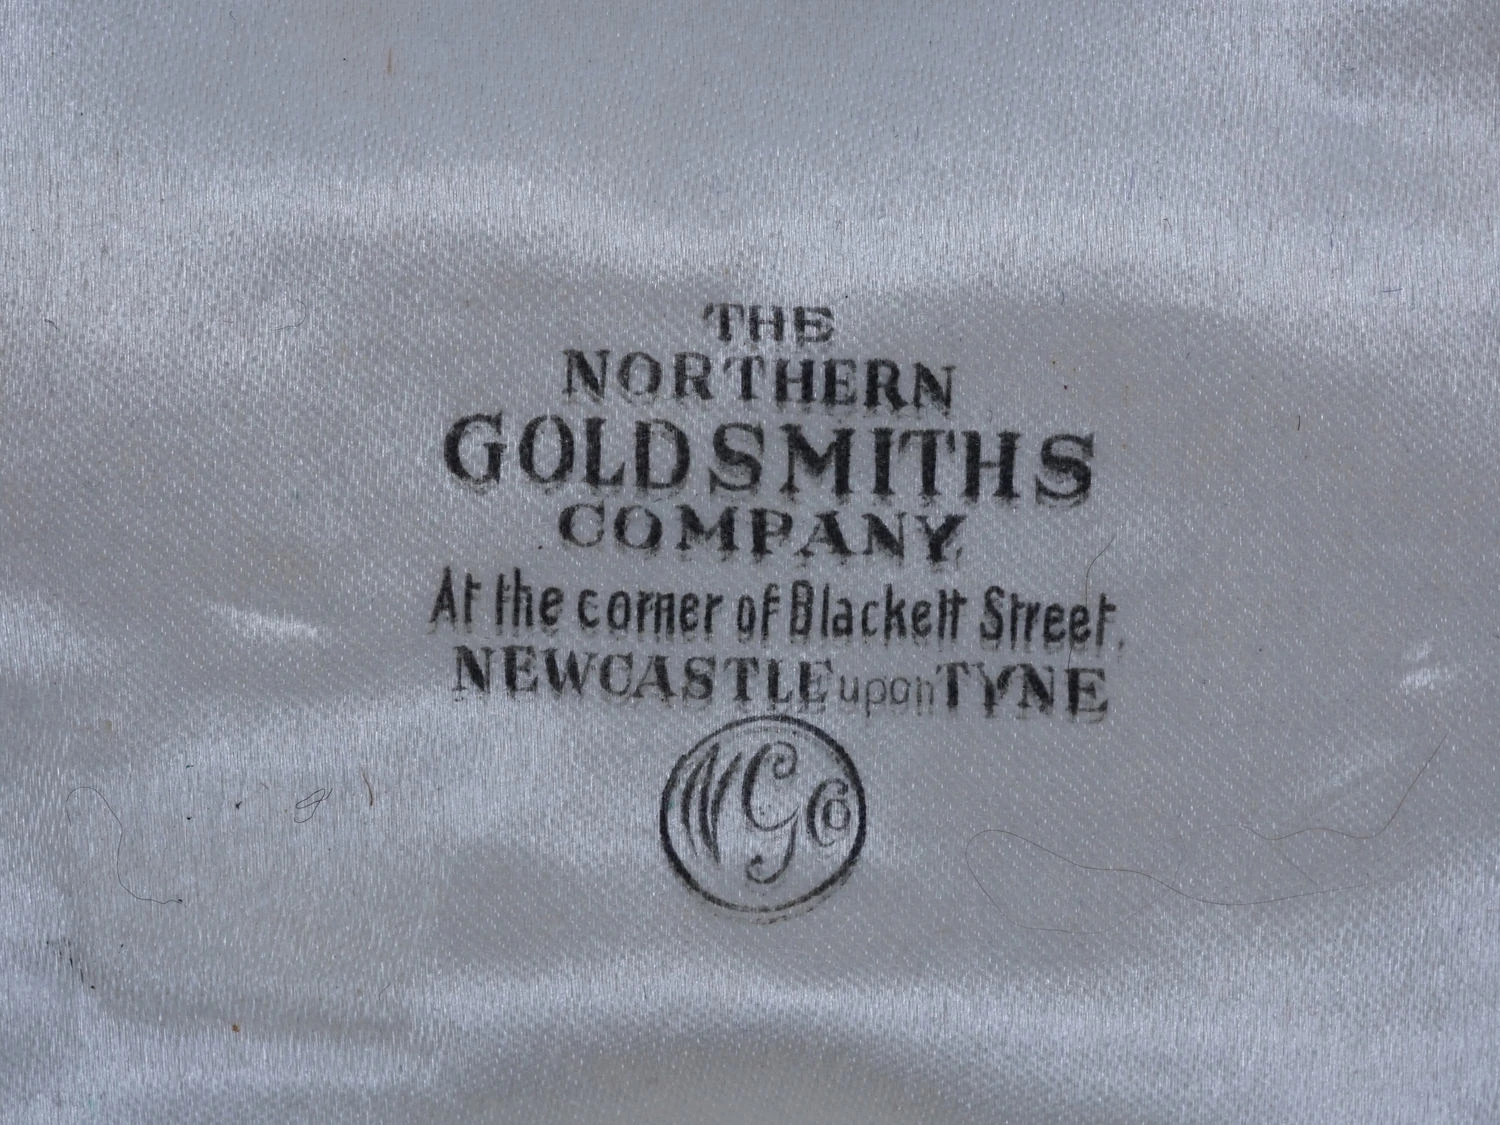 THE
NORTHERN
GOLDSMITHS
COMPANY
At the corner of Blackett Street,
NEWCASTLE upon TYNE
NGCo